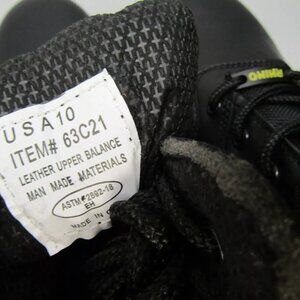 USA10
ITEM# 63C21
LEATHER UPPER BALANCE
MAN MADE MATERIALS
ASTM F2892-18
EH
MADE IN